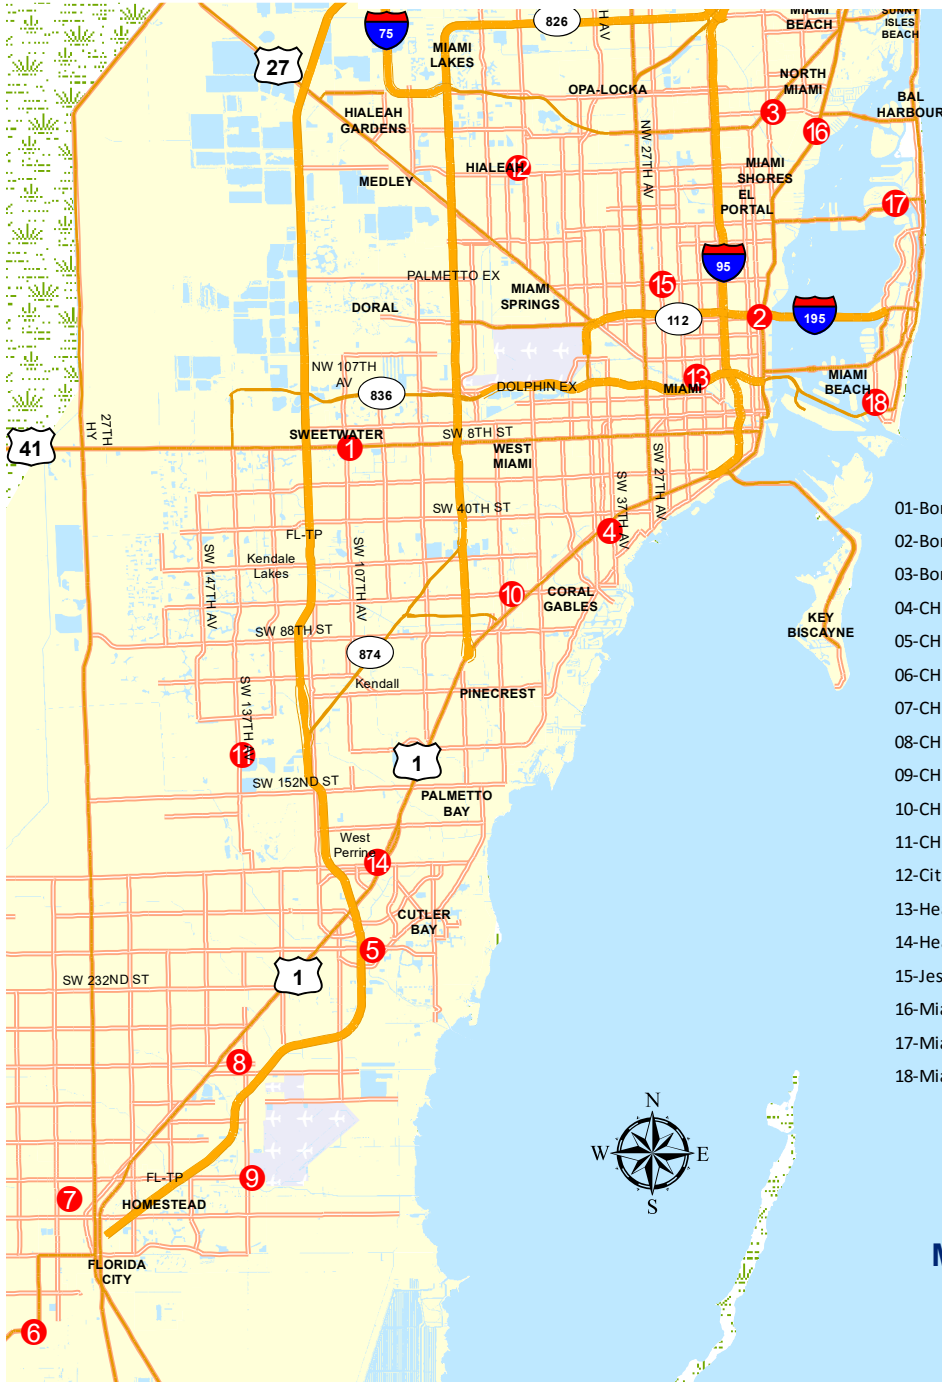 826
H AV
MIAMI
BEACH
SUNNY
ISLES
BEACH
75
MIAMI
LAKES
27
NORTH
MIAMI
OPA-LOCKA
BAL
HARBOUR
HIALEAH
GARDENS
3
16
NW 27TH AV
HIALEAH
12
MEDLEY
MIAMI
SHORES
EL
PORTAL
17
95
PALMETTO EX
15
MIAMI
SPRINGS
DORAL
112
2
195
NW 107TH
AV
836
DOLPHIN EX
13
MIAMI
MIAMI
BEACH
18
27TH
HY
41
SWEETWATER
1
SW 8TH ST
WEST
MIAMI
SW 27TH AV
SW 37TH AV
SW 40TH ST
4
FL-TP
Kendale
Lakes
SW 147TH AV
SW 107TH AV
10
CORAL
GABLES
SW 88TH ST
874
KEY
BISCAYNE
Kendall
PINECREST
SW 137TH AV
11
1
SW 152ND ST
PALMETTO
BAY
West
Perrine
14
CUTLER
BAY
5
SW 232ND ST
1
8
FL-TP
9
7
HOMESTEAD
FLORIDA
CITY
6
01-Bo
02-Bo
03-Bo
04-CH
05-CH
06-CH
07-CH
08-CH
09-CH
10-CH
11-CH
12-Cit
13-He
14-He
15-Jes
16-Mia
17-Mia
18-Mia
N
W
E
S
M